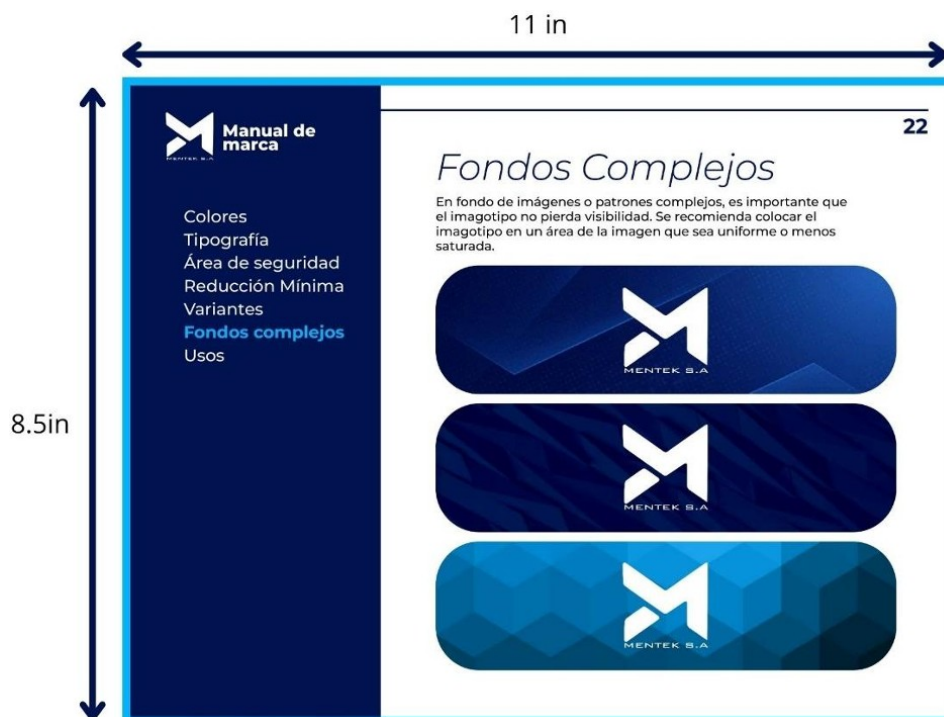 11 in
8.5in
Manual de
marca
MENTEK S.A
Colores
Tipografía
Área de seguridad
Reducción Mínima
Variantes
Fondos complejos
Usos
22
Fondos Complejos
En fondo de imágenes o patrones complejos, es importante que
el imagotipo no pierda visibilidad. Se recomienda colocar el
imagotipo en un área de la imagen que sea uniforme o menos
saturada.
MENTEK S.A
MENTEK S.A
MENTEK S.A